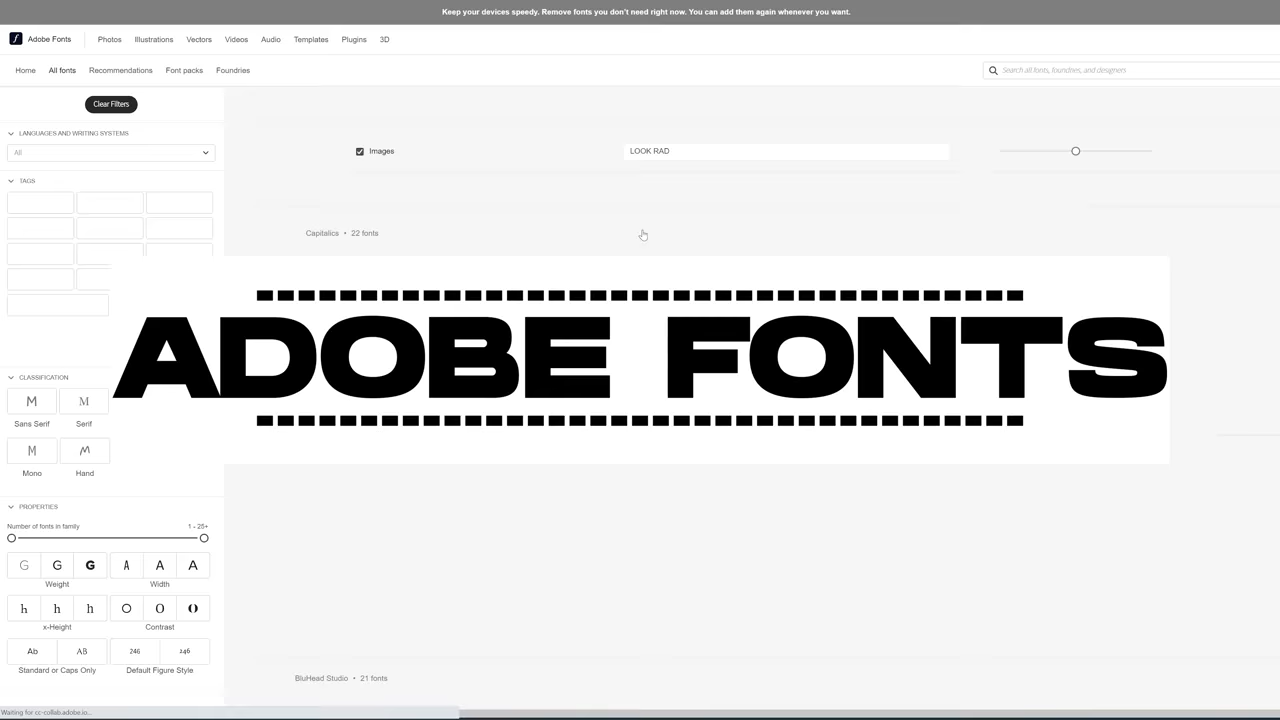 Keep your devices speedy. Remove fonts you don't need right now. You can add them again whenever you want.
Adobe Fonts Photos Illustrations Vectors Videos Audio Templates Plugins 3D
Home All fonts Recommendations Font packs Foundries Search all fonts, foundries, and designers
Clear Filters
LANGUAGES AND WRITING SYSTEMS
All
Images LOOK RAD
TAGS
Capitalics • 22 fonts
ADOBE FONTS
CLASSIFICATION
M M
Sans Serif Serif
M M
Mono Hand
PROPERTIES
Number of fonts in family 1 - 25+
G G G A A A
Weight Width
h h h O O O
x-Height Contrast
Ab AB 246 246
Standard or Caps Only Default Figure Style
BluHead Studio • 21 fonts
Waiting for cc-collab.adobe.io...